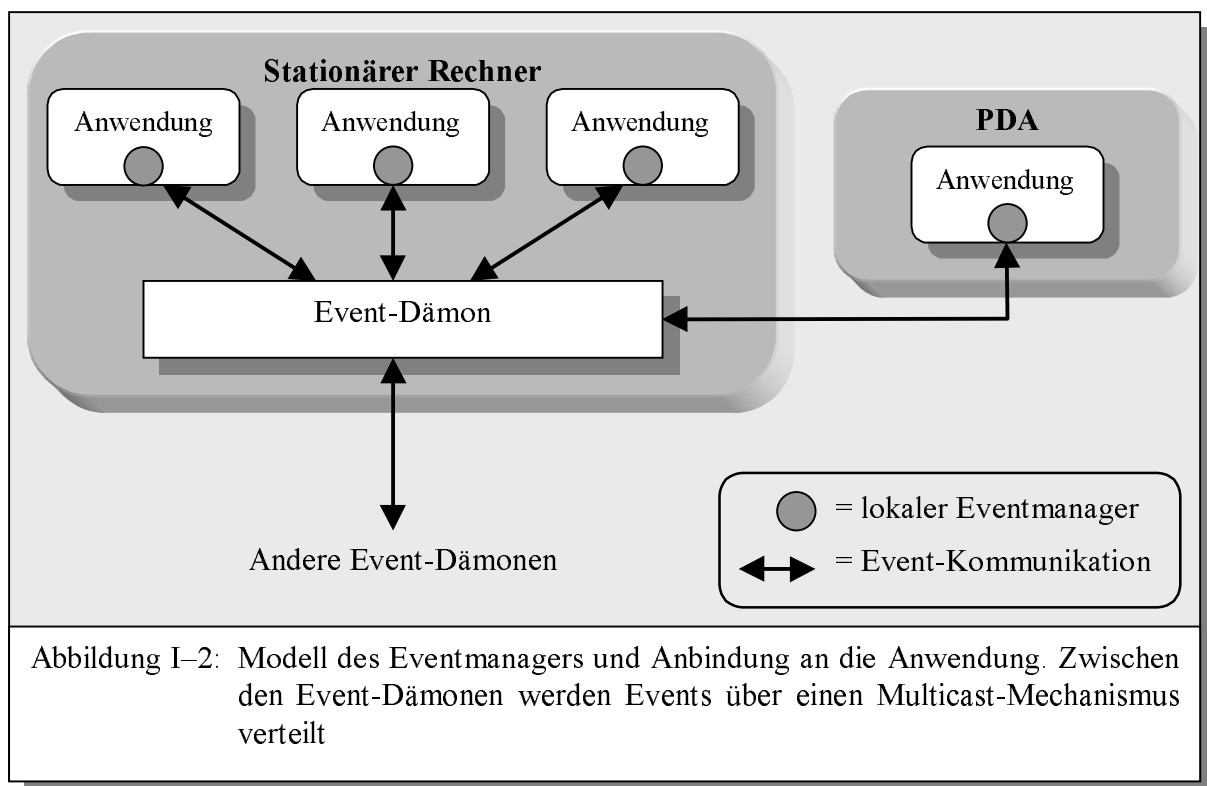 Stationärer Rechner
Anwendung
Anwendung
Anwendung
PDA
Anwendung
Event-Dämon
Andere Event-Dämonen
= lokaler Eventmanager
= Event-Kommunikation
Abbildung I–2: Modell des Eventmanagers und Anbindung an die Anwendung. Zwischen
den Event-Dämonen werden Events über einen Multicast-Mechanismus
verteilt